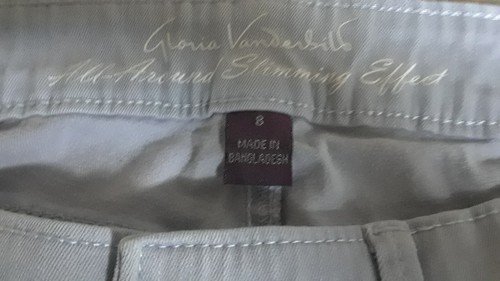 Gloria Vanderbilt
All-Around Slimming Effect
8
MADE IN
BANGLADESH